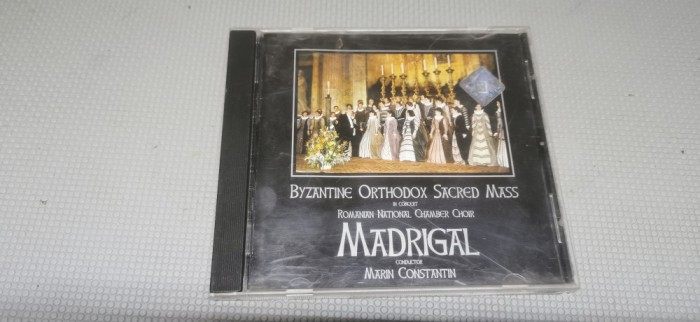 BYZANTINE ORTHODOX SACRED MASS
IN CONCERT
ROMANIAN NATIONAL CHAMBER CHOIR
MADRIGAL
CONDUCTOR
MARIN CONSTANTIN